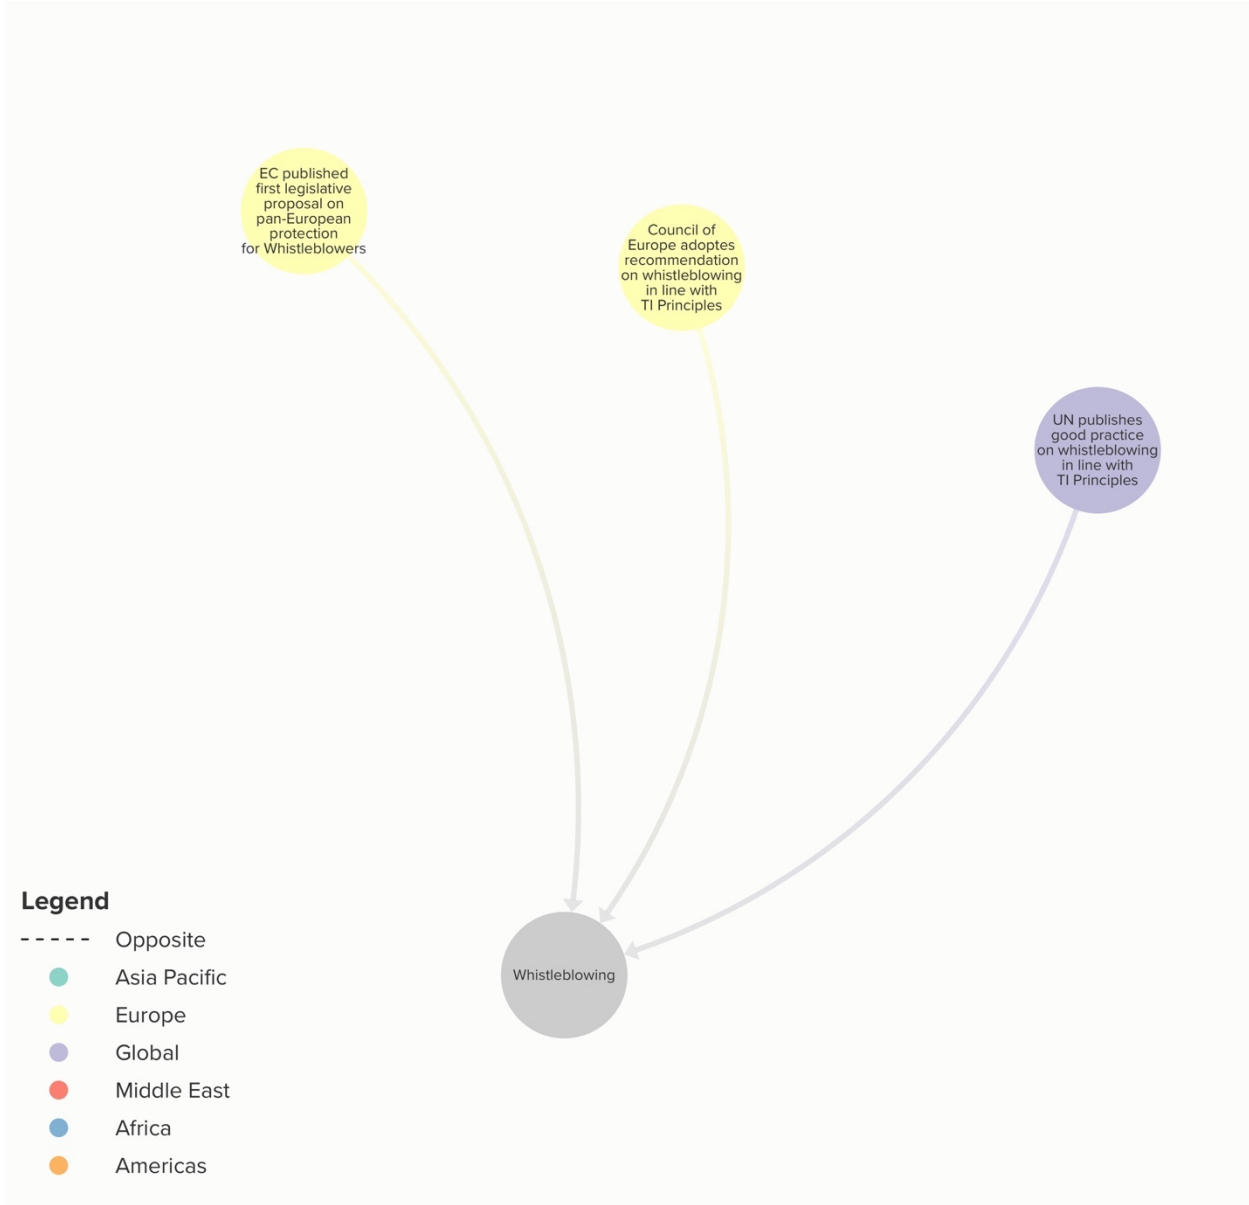 EC published
first legislative
proposal on
pan-European
protection
for Whistleblowers
Council of
Europe adoptes
recommendation
on whistleblowing
in line with
TI Principles
UN publishes
good practice
on whistleblowing
in line with
TI Principles
Whistleblowing
Legend
Opposite
Asia Pacific
Europe
Global
Middle East
Africa
Americas